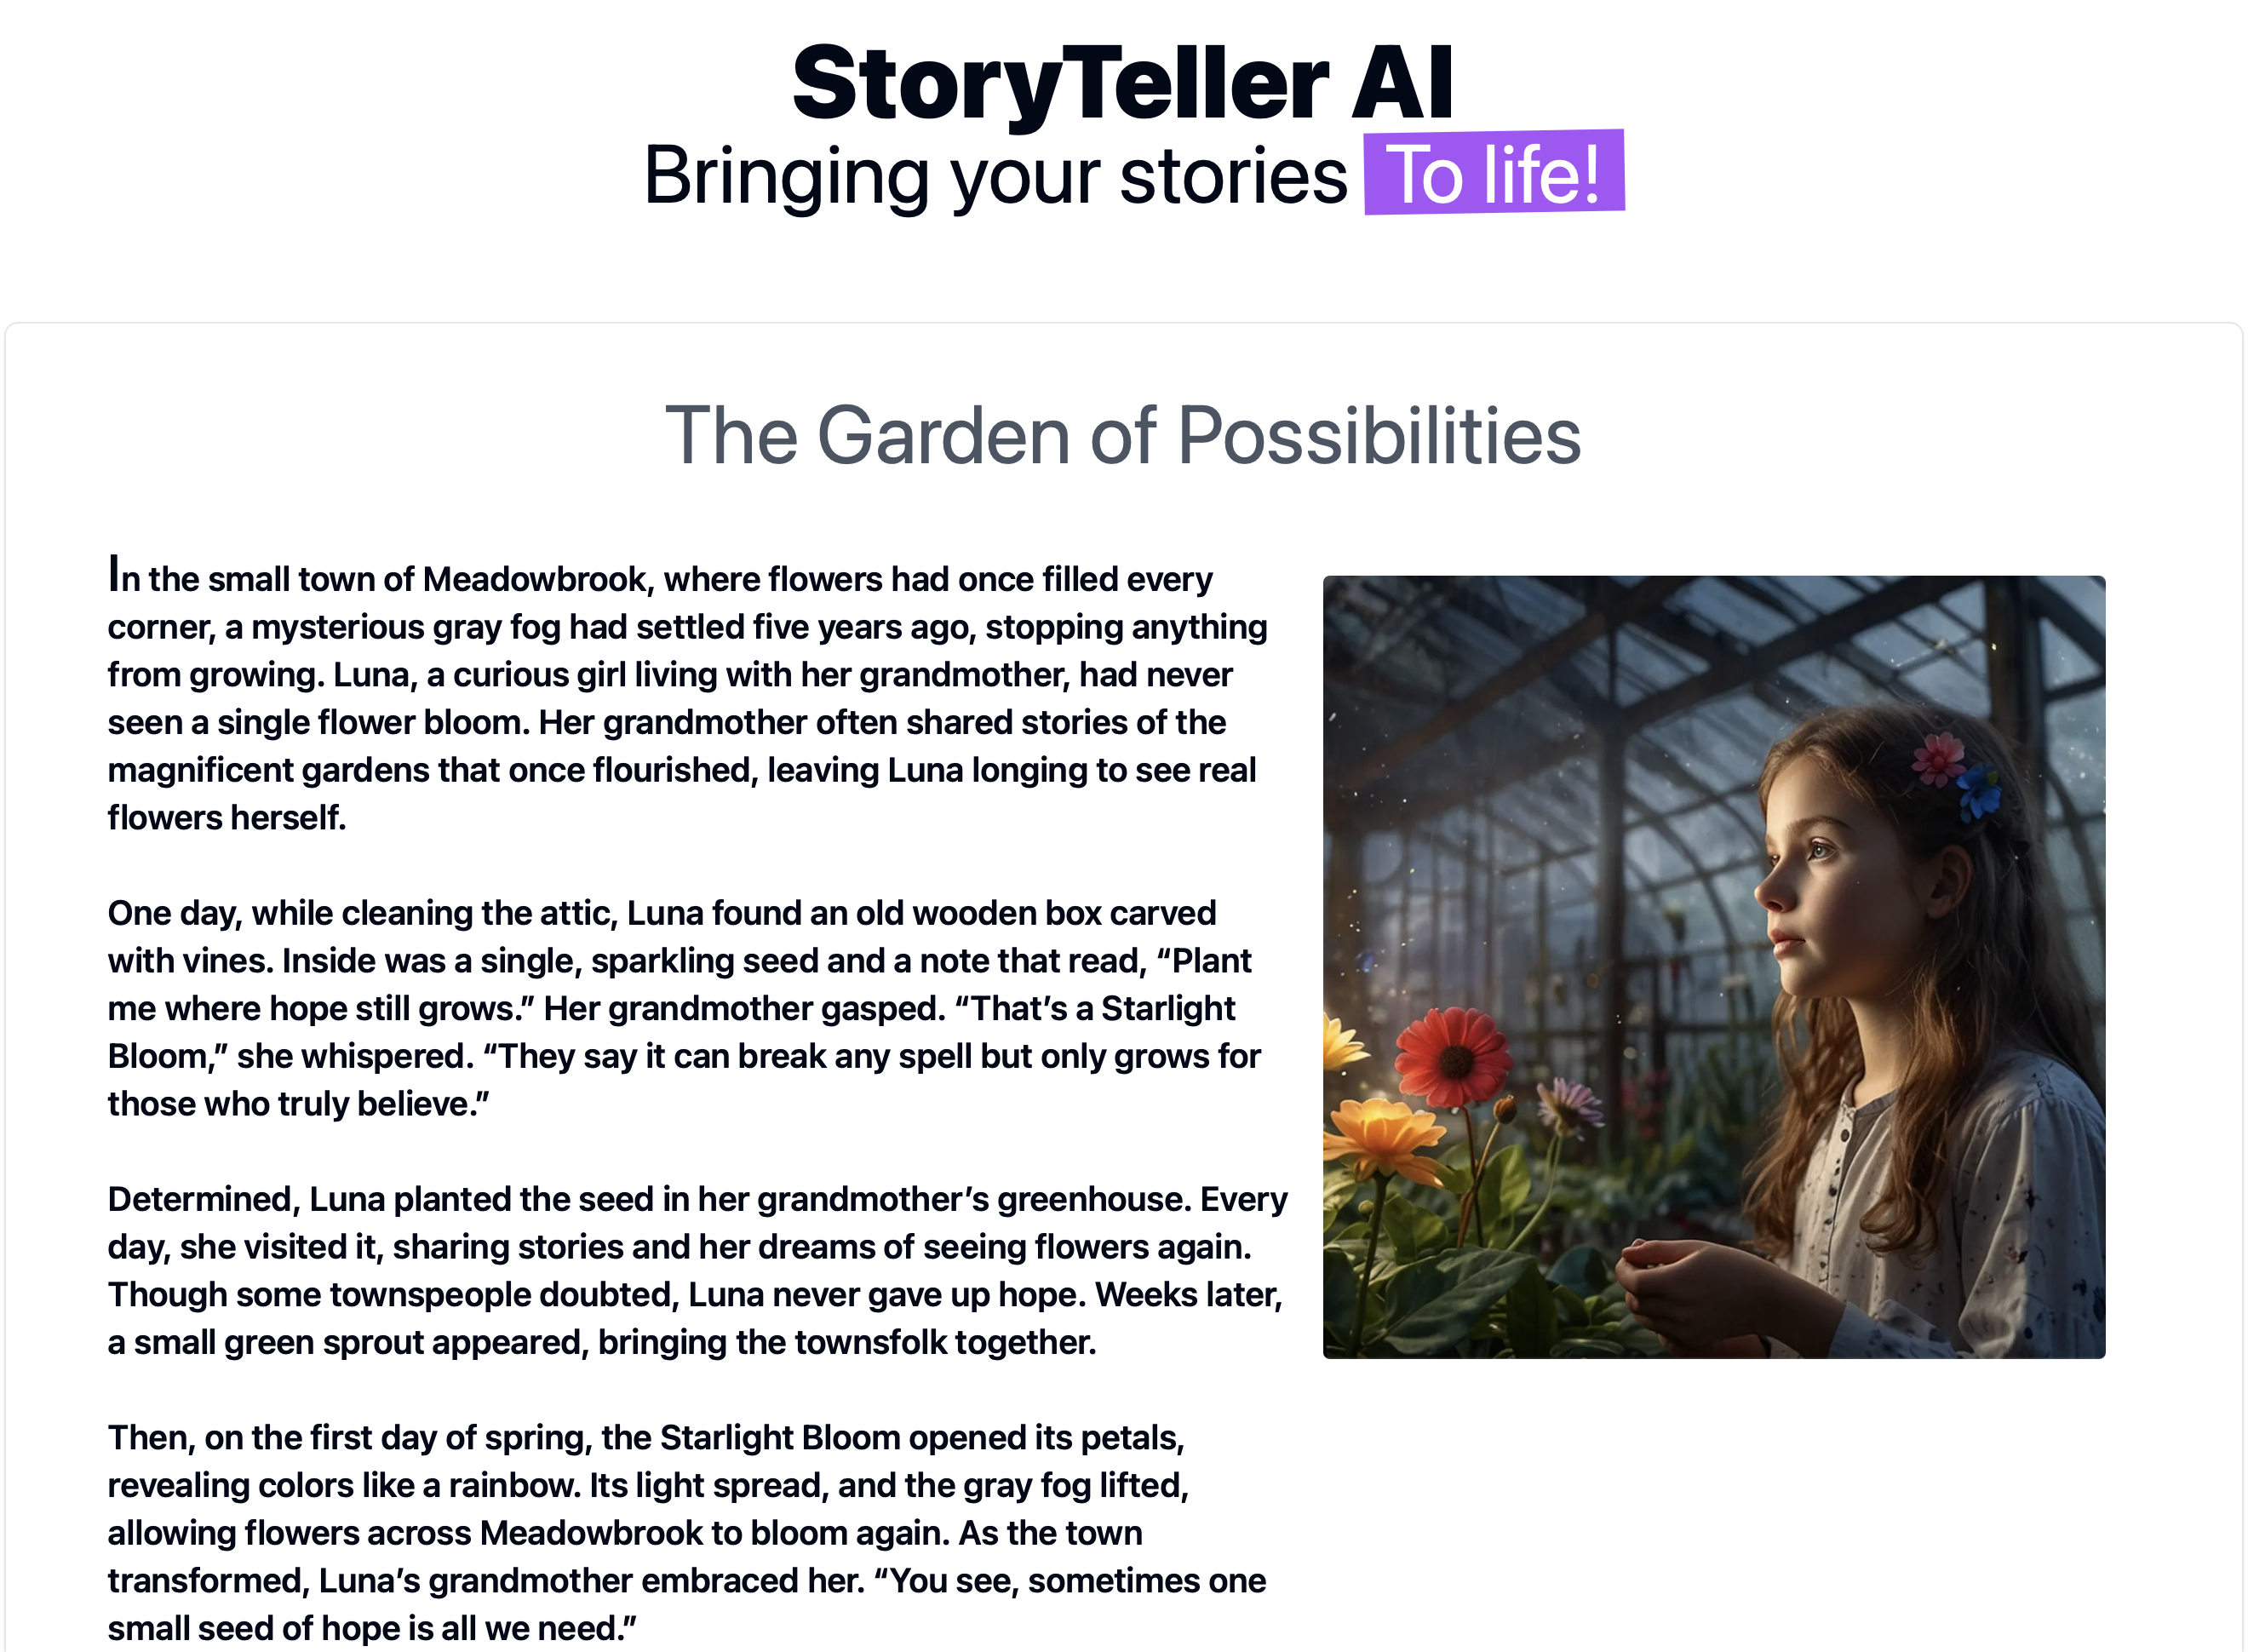 StoryTeller AI
Bringing your stories To life!
The Garden of Possibilities
In the small town of Meadowbrook, where flowers had once filled every
corner, a mysterious gray fog had settled five years ago, stopping anything
from growing. Luna, a curious girl living with her grandmother, had never
seen a single flower bloom. Her grandmother often shared stories of the
magnificent gardens that once flourished, leaving Luna longing to see real
flowers herself.
One day, while cleaning the attic, Luna found an old wooden box carved
with vines. Inside was a single, sparkling seed and a note that read, “Plant
me where hope still grows.” Her grandmother gasped. “That’s a Starlight
Bloom,” she whispered. “They say it can break any spell but only grows for
those who truly believe.”
Determined, Luna planted the seed in her grandmother’s greenhouse. Every
day, she visited it, sharing stories and her dreams of seeing flowers again.
Though some townspeople doubted, Luna never gave up hope. Weeks later,
a small green sprout appeared, bringing the townsfolk together.
Then, on the first day of spring, the Starlight Bloom opened its petals,
revealing colors like a rainbow. Its light spread, and the gray fog lifted,
allowing flowers across Meadowbrook to bloom again. As the town
transformed, Luna’s grandmother embraced her. “You see, sometimes one
small seed of hope is all we need.”